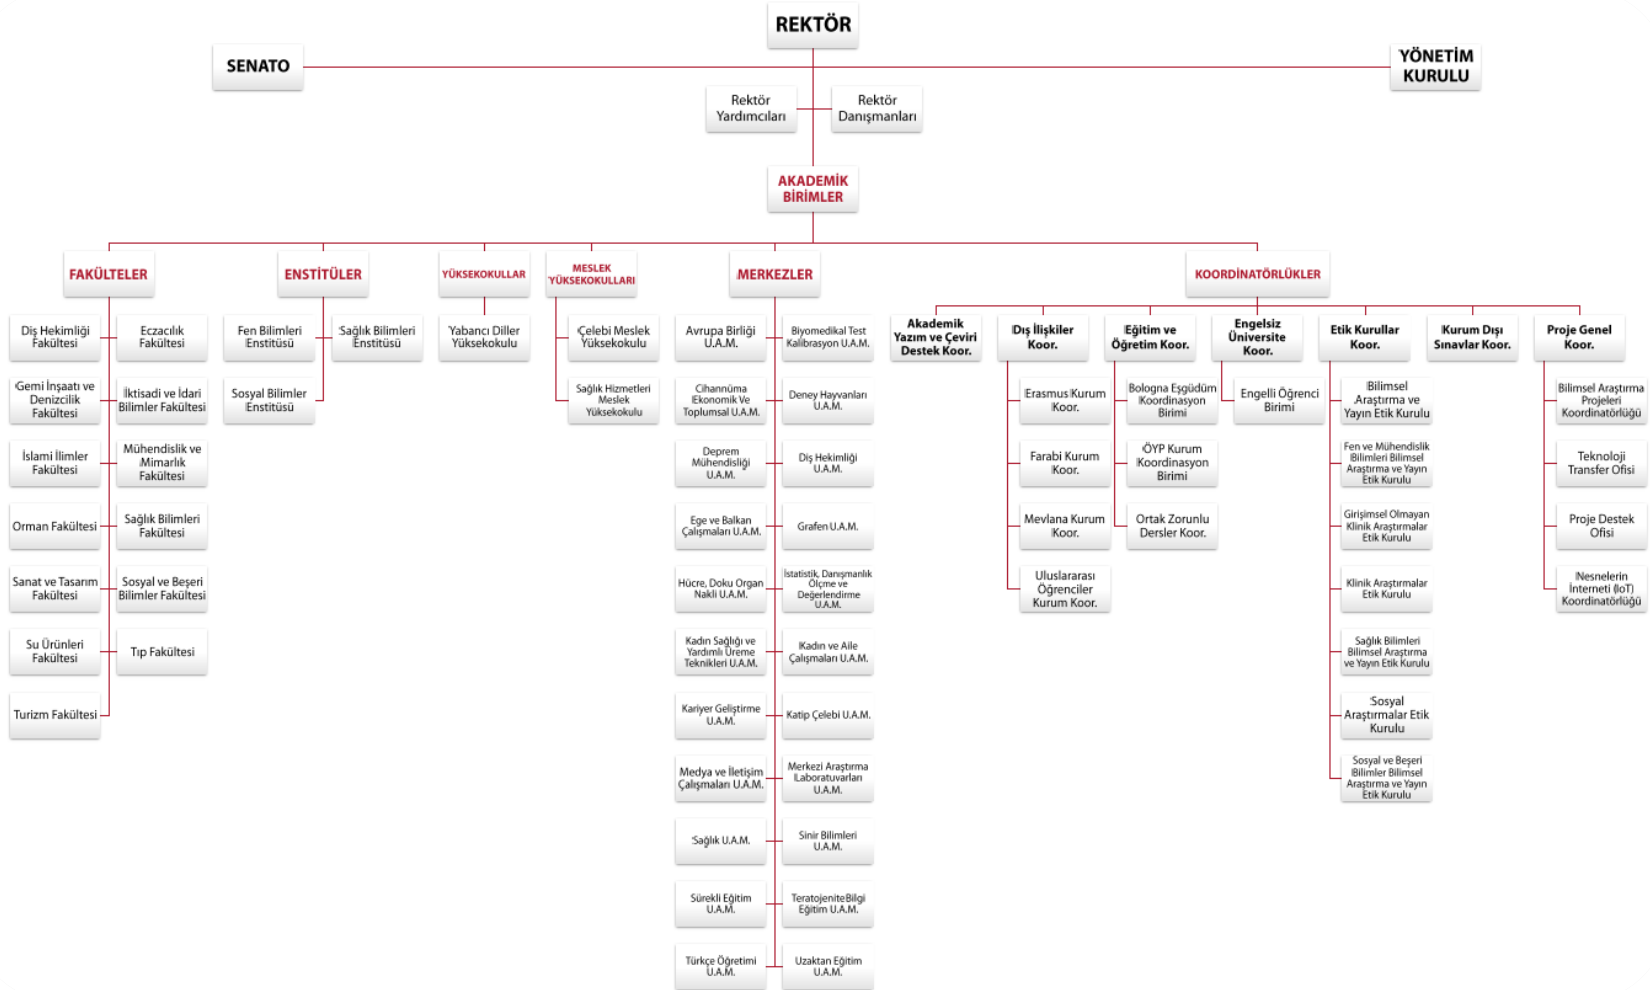 REKTÖR
SENATO
YÖNETİM
KURULU
Rektör
Yardımcıları
Rektör
Danışmanları
AKADEMİK
BİRİMLER
FAKÜLTELER
Diş Hekimliği
Fakültesi
Eczacılık
Fakültesi
Gemi İnşaatı ve
Denizcilik
Fakültesi
İktisadi ve İdari
Bilimler Fakültesi
İslami İlimler
Fakültesi
Mühendislik ve
Mimarlık
Fakültesi
Orman Fakültesi
Sağlık Bilimleri
Fakültesi
Sanat ve Tasarım
Fakültesi
Sosyal ve Beşeri
Bilimler Fakültesi
Su Ürünleri
Fakültesi
Tıp Fakültesi
Turizm Fakültesi
ENSTİTÜLER
Fen Bilimleri
Enstitüsü
Sağlık Bilimleri
Enstitüsü
Sosyal Bilimler
Enstitüsü
YÜKSEKOKULLAR
Yabancı Diller
Yüksekokulu
MESLEK
YÜKSEKOKULLARI
Çelebi Meslek
Yüksekokulu
Sağlık Hizmetleri
Meslek
Yüksekokulu
MERKEZLER
Avrupa Birliği
U.A.M.
Biyomedikal Test
Kalibrasyon U.A.M.
Cihannüma
Ekonomik Ve
Toplumsal U.A.M.
Deney Hayvanları
U.A.M.
Deprem
Mühendisliği
U.A.M.
Diş Hekimliği
U.A.M.
Ege ve Balkan
Çalışmaları U.A.M.
Grafen U.A.M.
Hücre, Doku Organ
Nakli U.A.M.
İstatistik, Danışmanlık
Ölçme ve
Değerlendirme
U.A.M.
Kadın Sağlığı ve
Yardımlı Üreme
Teknikleri U.A.M.
Kadın ve Aile
Çalışmaları U.A.M.
Kariyer Geliştirme
U.A.M.
Katip Çelebi U.A.M.
Medya ve İletişim
Çalışmaları U.A.M.
Merkezi Araştırma
Laboratuvarları
U.A.M.
Sağlık U.A.M.
Sinir Bilimleri
U.A.M.
Sürekli Eğitim
U.A.M.
Teratojenite Bilgi
Eğitim U.A.M.
Türkçe Öğretimi
U.A.M.
Uzaktan Eğitim
U.A.M.
KOORDİNATÖRLÜKLER
Akademik
Yazım ve Çeviri
Destek Koor.
Dış İlişkiler
Koor.
Erasmus Kurum
Koor.
Farabi Kurum
Koor.
Mevlana Kurum
Koor.
Uluslararası
Öğrenciler
Kurum Koor.
Eğitim ve
Öğretim Koor.
Bologna Eşgüdüm
Koordinasyon
Birimi
ÖYP Kurum
Koordinasyon
Birimi
Ortak Zorunlu
Dersler Koor.
Engelsiz
Üniversite
Koor.
Engelli Öğrenci
Birimi
Etik Kurullar
Koor.
Bilimsel
Araştırma ve
Yayın Etik Kurulu
Fen ve Mühendislik
Bilimleri Bilimsel
Araştırma ve Yayın
Etik Kurulu
Girişimsel Olmayan
Klinik Araştırmalar
Etik Kurulu
Klinik Araştırmalar
Etik Kurulu
Sağlık Bilimleri
Bilimsel Araştırma
ve Yayın Etik Kurulu
Sosyal
Araştırmalar Etik
Kurulu
Sosyal ve Beşeri
Bilimler Bilimsel
Araştırma ve Yayın
Etik Kurulu
Kurum Dışı
Sınavlar Koor.
Proje Genel
Koor.
Bilimsel Araştırma
Projeleri
Koordinatörlüğü
Teknoloji
Transfer Ofisi
Proje Destek
Ofisi
Nesnelerin
İnterneti (IoT)
Koordinatörlüğü